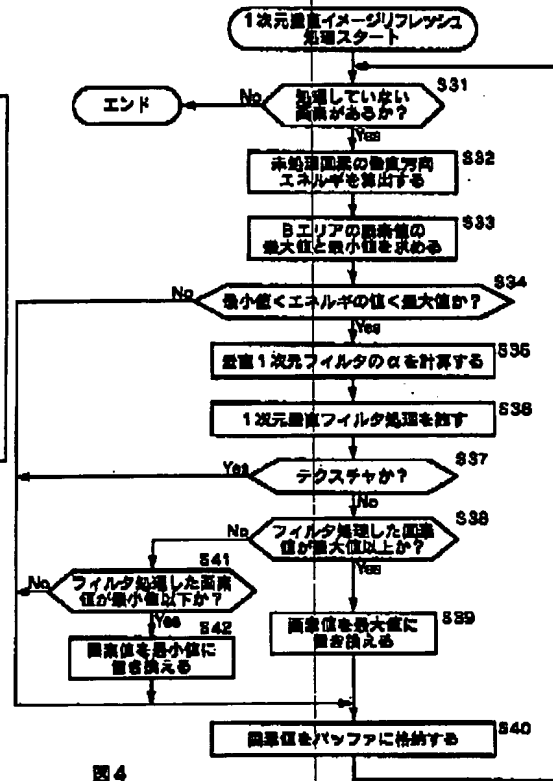 1次元垂直イメージリフレッシュ
処理スタート
S31
処理していない
画素があるか？
No
エンド
Yes
S32
未処理画素の垂直方向
エネルギを算出する
S33
Bエリアの画素値の
最大値と最小値を求める
S34
No
最小値<エネルギの値<最大値か？
Yes
S35
垂直1次元フィルタのαを計算する
S36
1次元垂直フィルタ処理を施す
S37
Yes
テクスチャか？
No
S38
No
フィルタ処理した画素
値が最大値以上か？
Yes
S41
No
フィルタ処理した画素
値が最小値以下か？
Yes
S42
画素値を最小値に
置き換える
S39
画素値を最大値に
置き換える
S40
画素値をバッファに格納する
図4